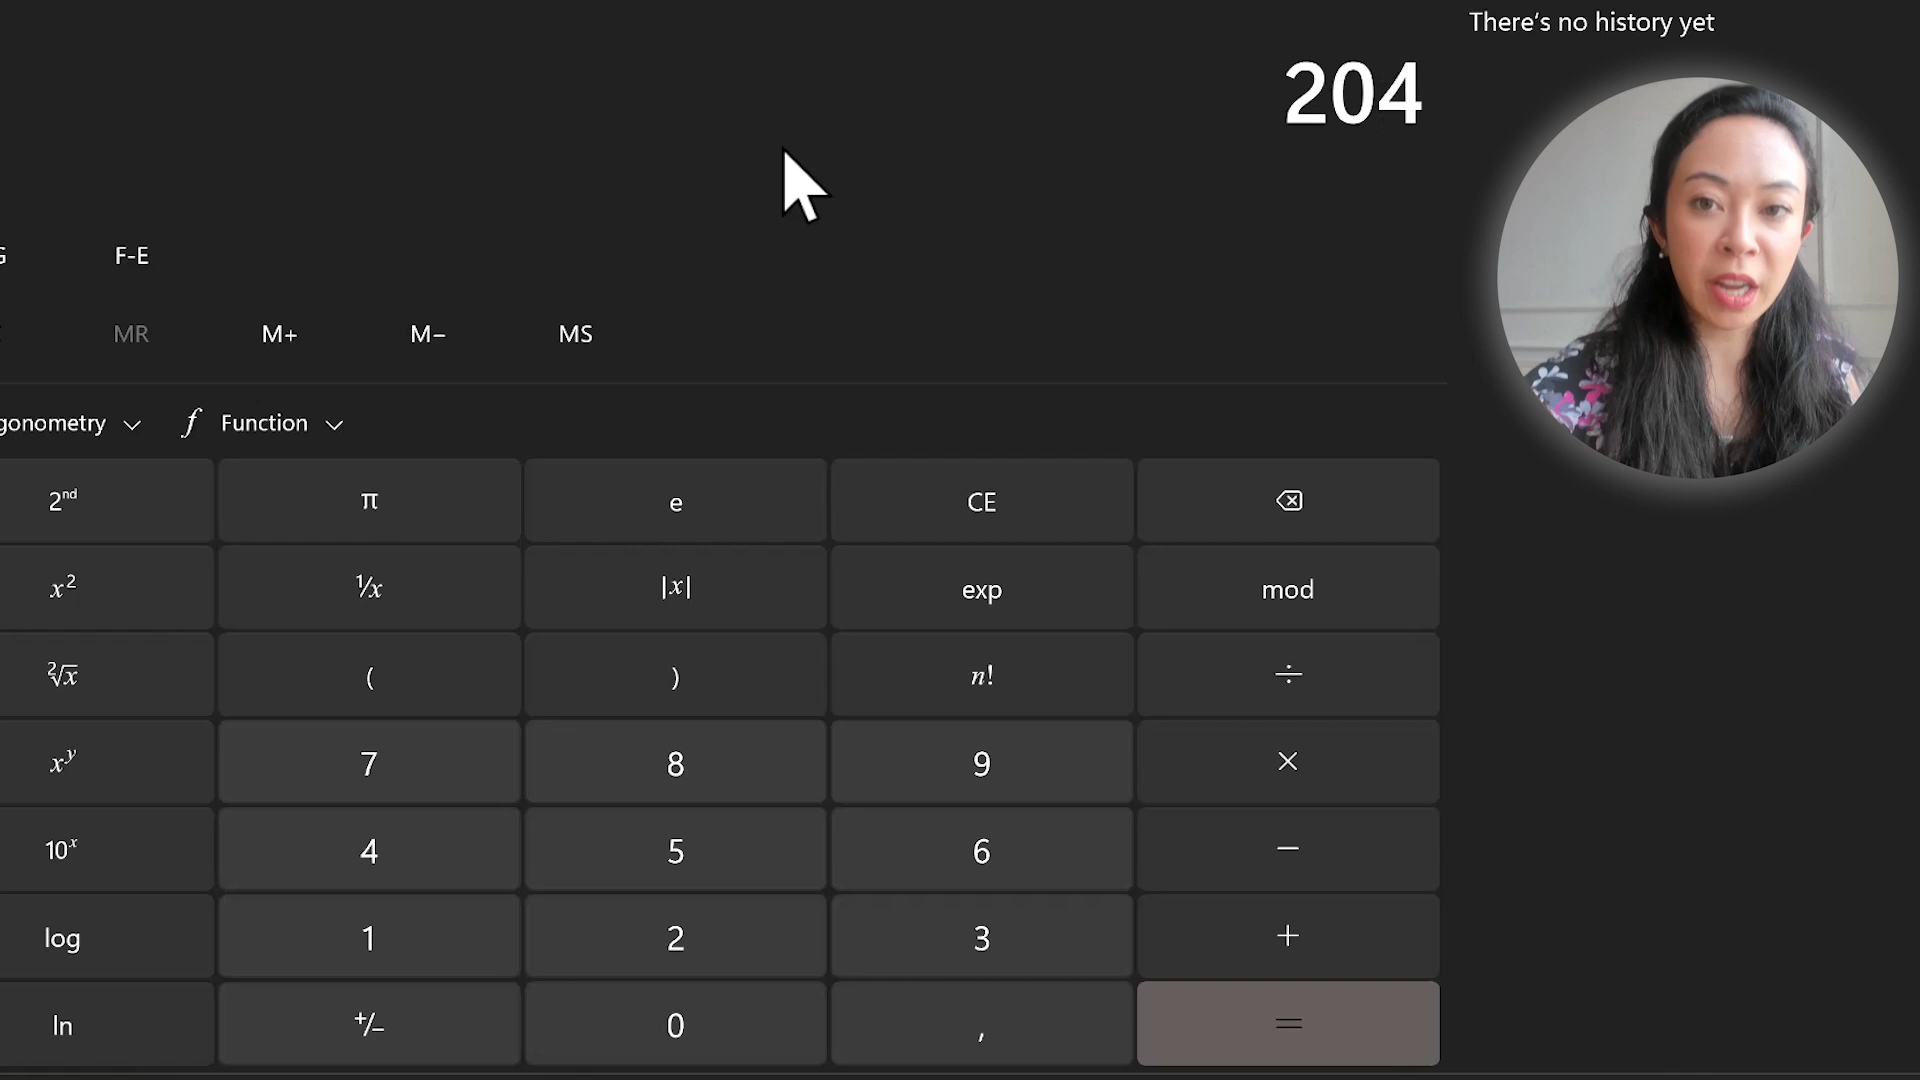 There's no history yet
204
G F-E
MR M+ M− MS
gonometry f Function
2nd π e CE
x² ¹/x |x| exp mod
²√x ( ) n! ÷
xʸ 7 8 9 ×
10ˣ 4 5 6 −
log 1 2 3 +
ln +/− 0 , =